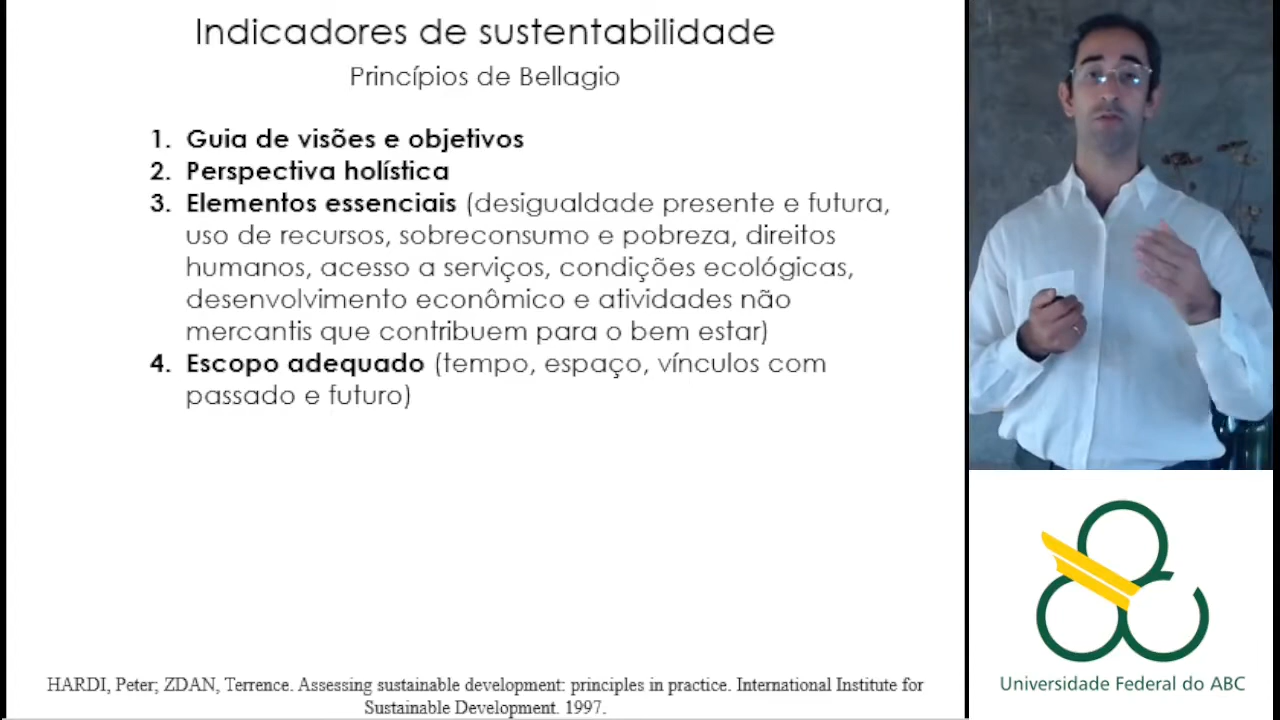 Indicadores de sustentabilidade
Princípios de Bellagio
1. Guia de visões e objetivos
2. Perspectiva holística
3. Elementos essenciais (desigualdade presente e futura,
uso de recursos, sobreconsumo e pobreza, direitos
humanos, acesso a serviços, condições ecológicas,
desenvolvimento econômico e atividades não
mercantis que contribuem para o bem estar)
4. Escopo adequado (tempo, espaço, vínculos com
passado e futuro)
HARDI, Peter; ZDAN, Terrence. Assessing sustainable development: principles in practice. International Institute for
Sustainable Development. 1997.
Universidade Federal do ABC